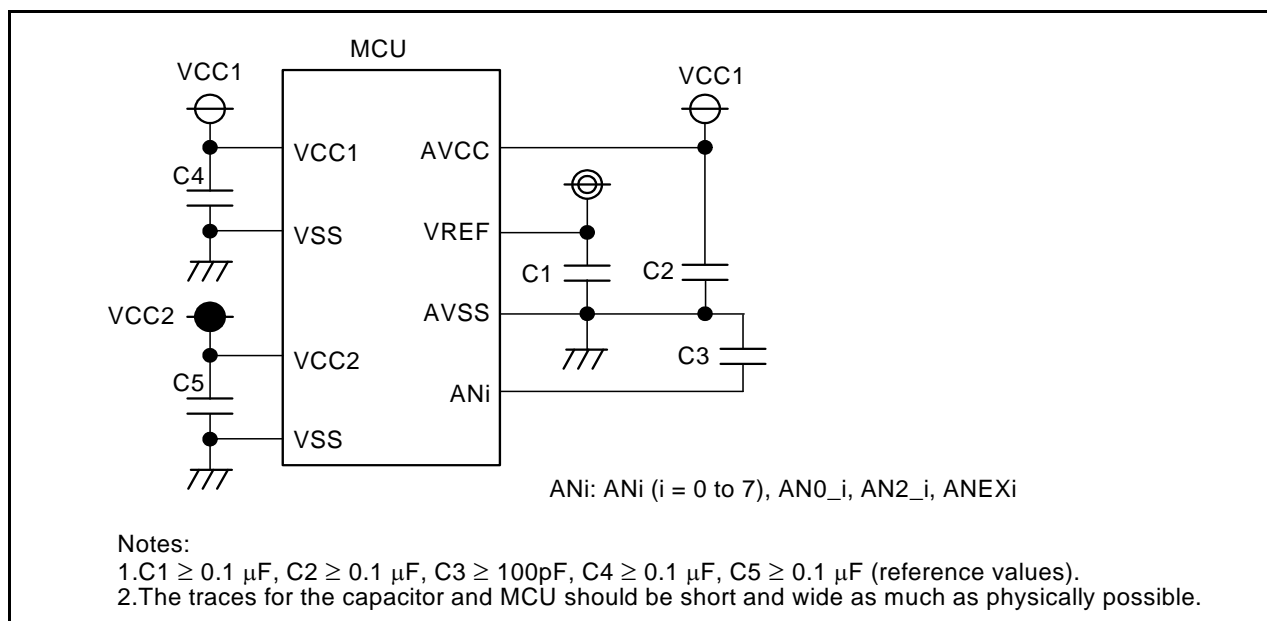 MCU
VCC1
VCC1
VCC1
AVCC
C4
VSS
VREF
C1
C2
VCC2
AVSS
C3
VCC2
C5
ANi
VSS
ANi: ANi (i = 0 to 7), AN0_i, AN2_i, ANEXi
Notes:
1.C1 ≥ 0.1 μF, C2 ≥ 0.1 μF, C3 ≥ 100pF, C4 ≥ 0.1 μF, C5 ≥ 0.1 μF (reference values).
2.The traces for the capacitor and MCU should be short and wide as much as physically possible.